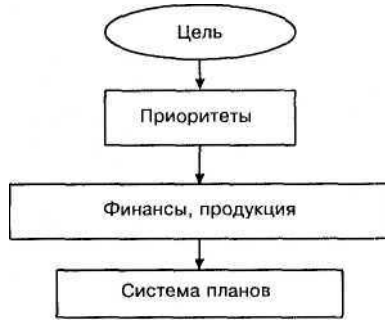 Цель
Приоритеты
Финансы, продукция
Система планов